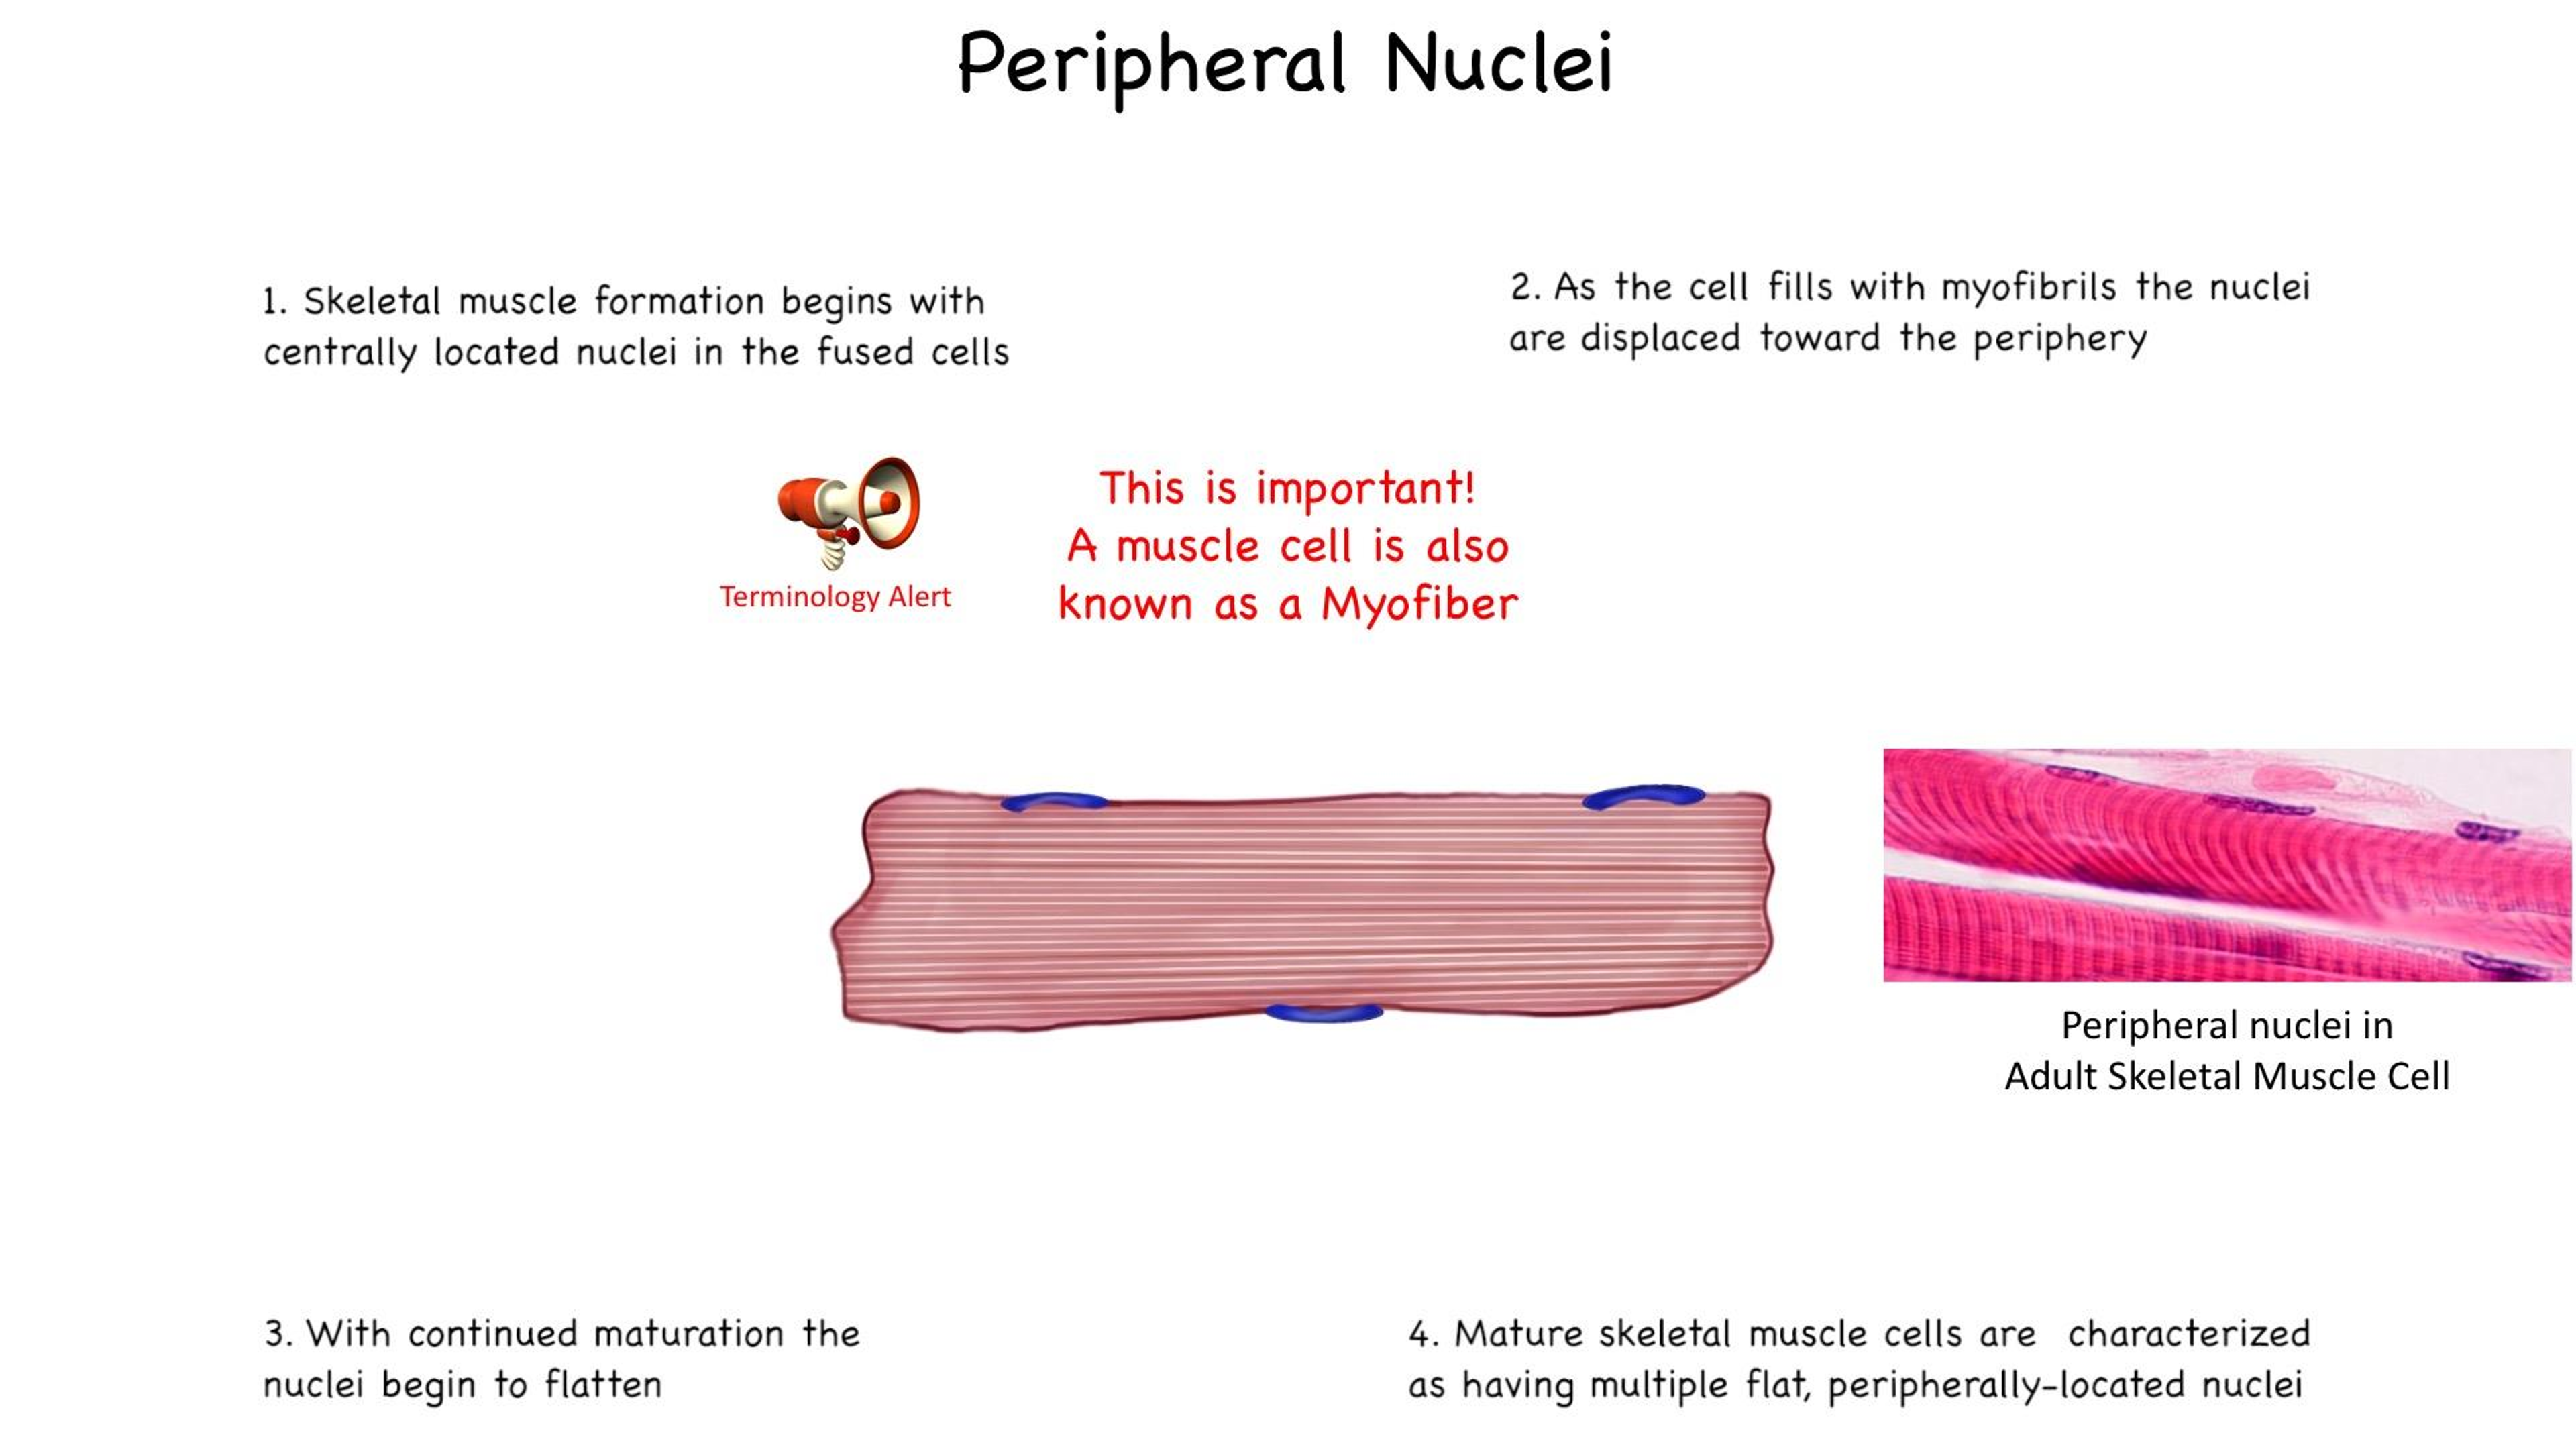 Peripheral Nuclei
1. Skeletal muscle formation begins with
centrally located nuclei in the fused cells
2. As the cell fills with myofibrils the nuclei
are displaced toward the periphery
Terminology Alert
This is important!
A muscle cell is also
known as a Myofiber
Peripheral nuclei in
Adult Skeletal Muscle Cell
3. With continued maturation the
nuclei begin to flatten
4. Mature skeletal muscle cells are  characterized
as having multiple flat, peripherally-located nuclei